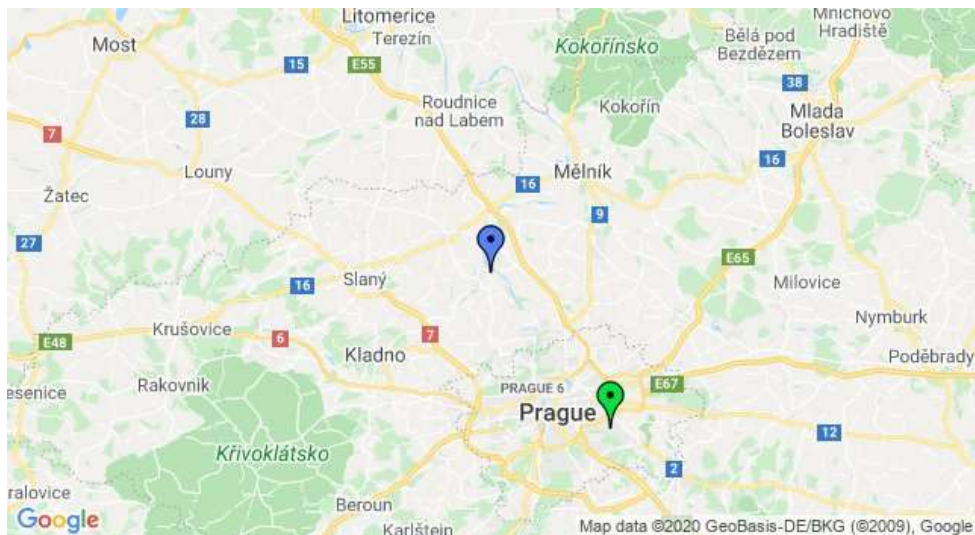 Litomerice
Terezín
Most
Mnichovo
Hradiště
Bělá pod
Bezdězem
Kokořínsko
15
E55
38
Roudnice
nad Labem
Kokořín
Mlada
Boleslav
28
7
Louny
Mělník
16
16
Žatec
9
27
E65
Slaný
16
Milovice
Nymburk
Krušovice
6
7
E48
Kladno
Poděbrady
esenice
Rakovnik
PRAGUE 6
E67
Prague
12
Křivoklátsko
2
ralovice
Beroun
Google
Karlštejn
Map data ©2020 GeoBasis-DE/BKG (©2009), Google